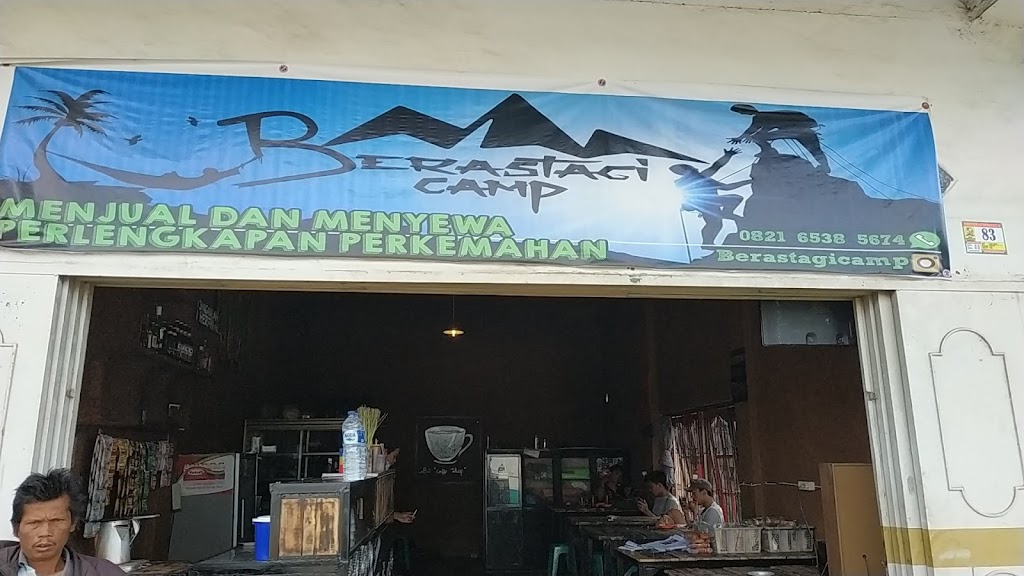 BERASTAGI
CAMP
MENJUAL DAN MENYEWA
PERLENGKAPAN PERKEMAHAN
0821 6538 5674
Berastagicamp
83